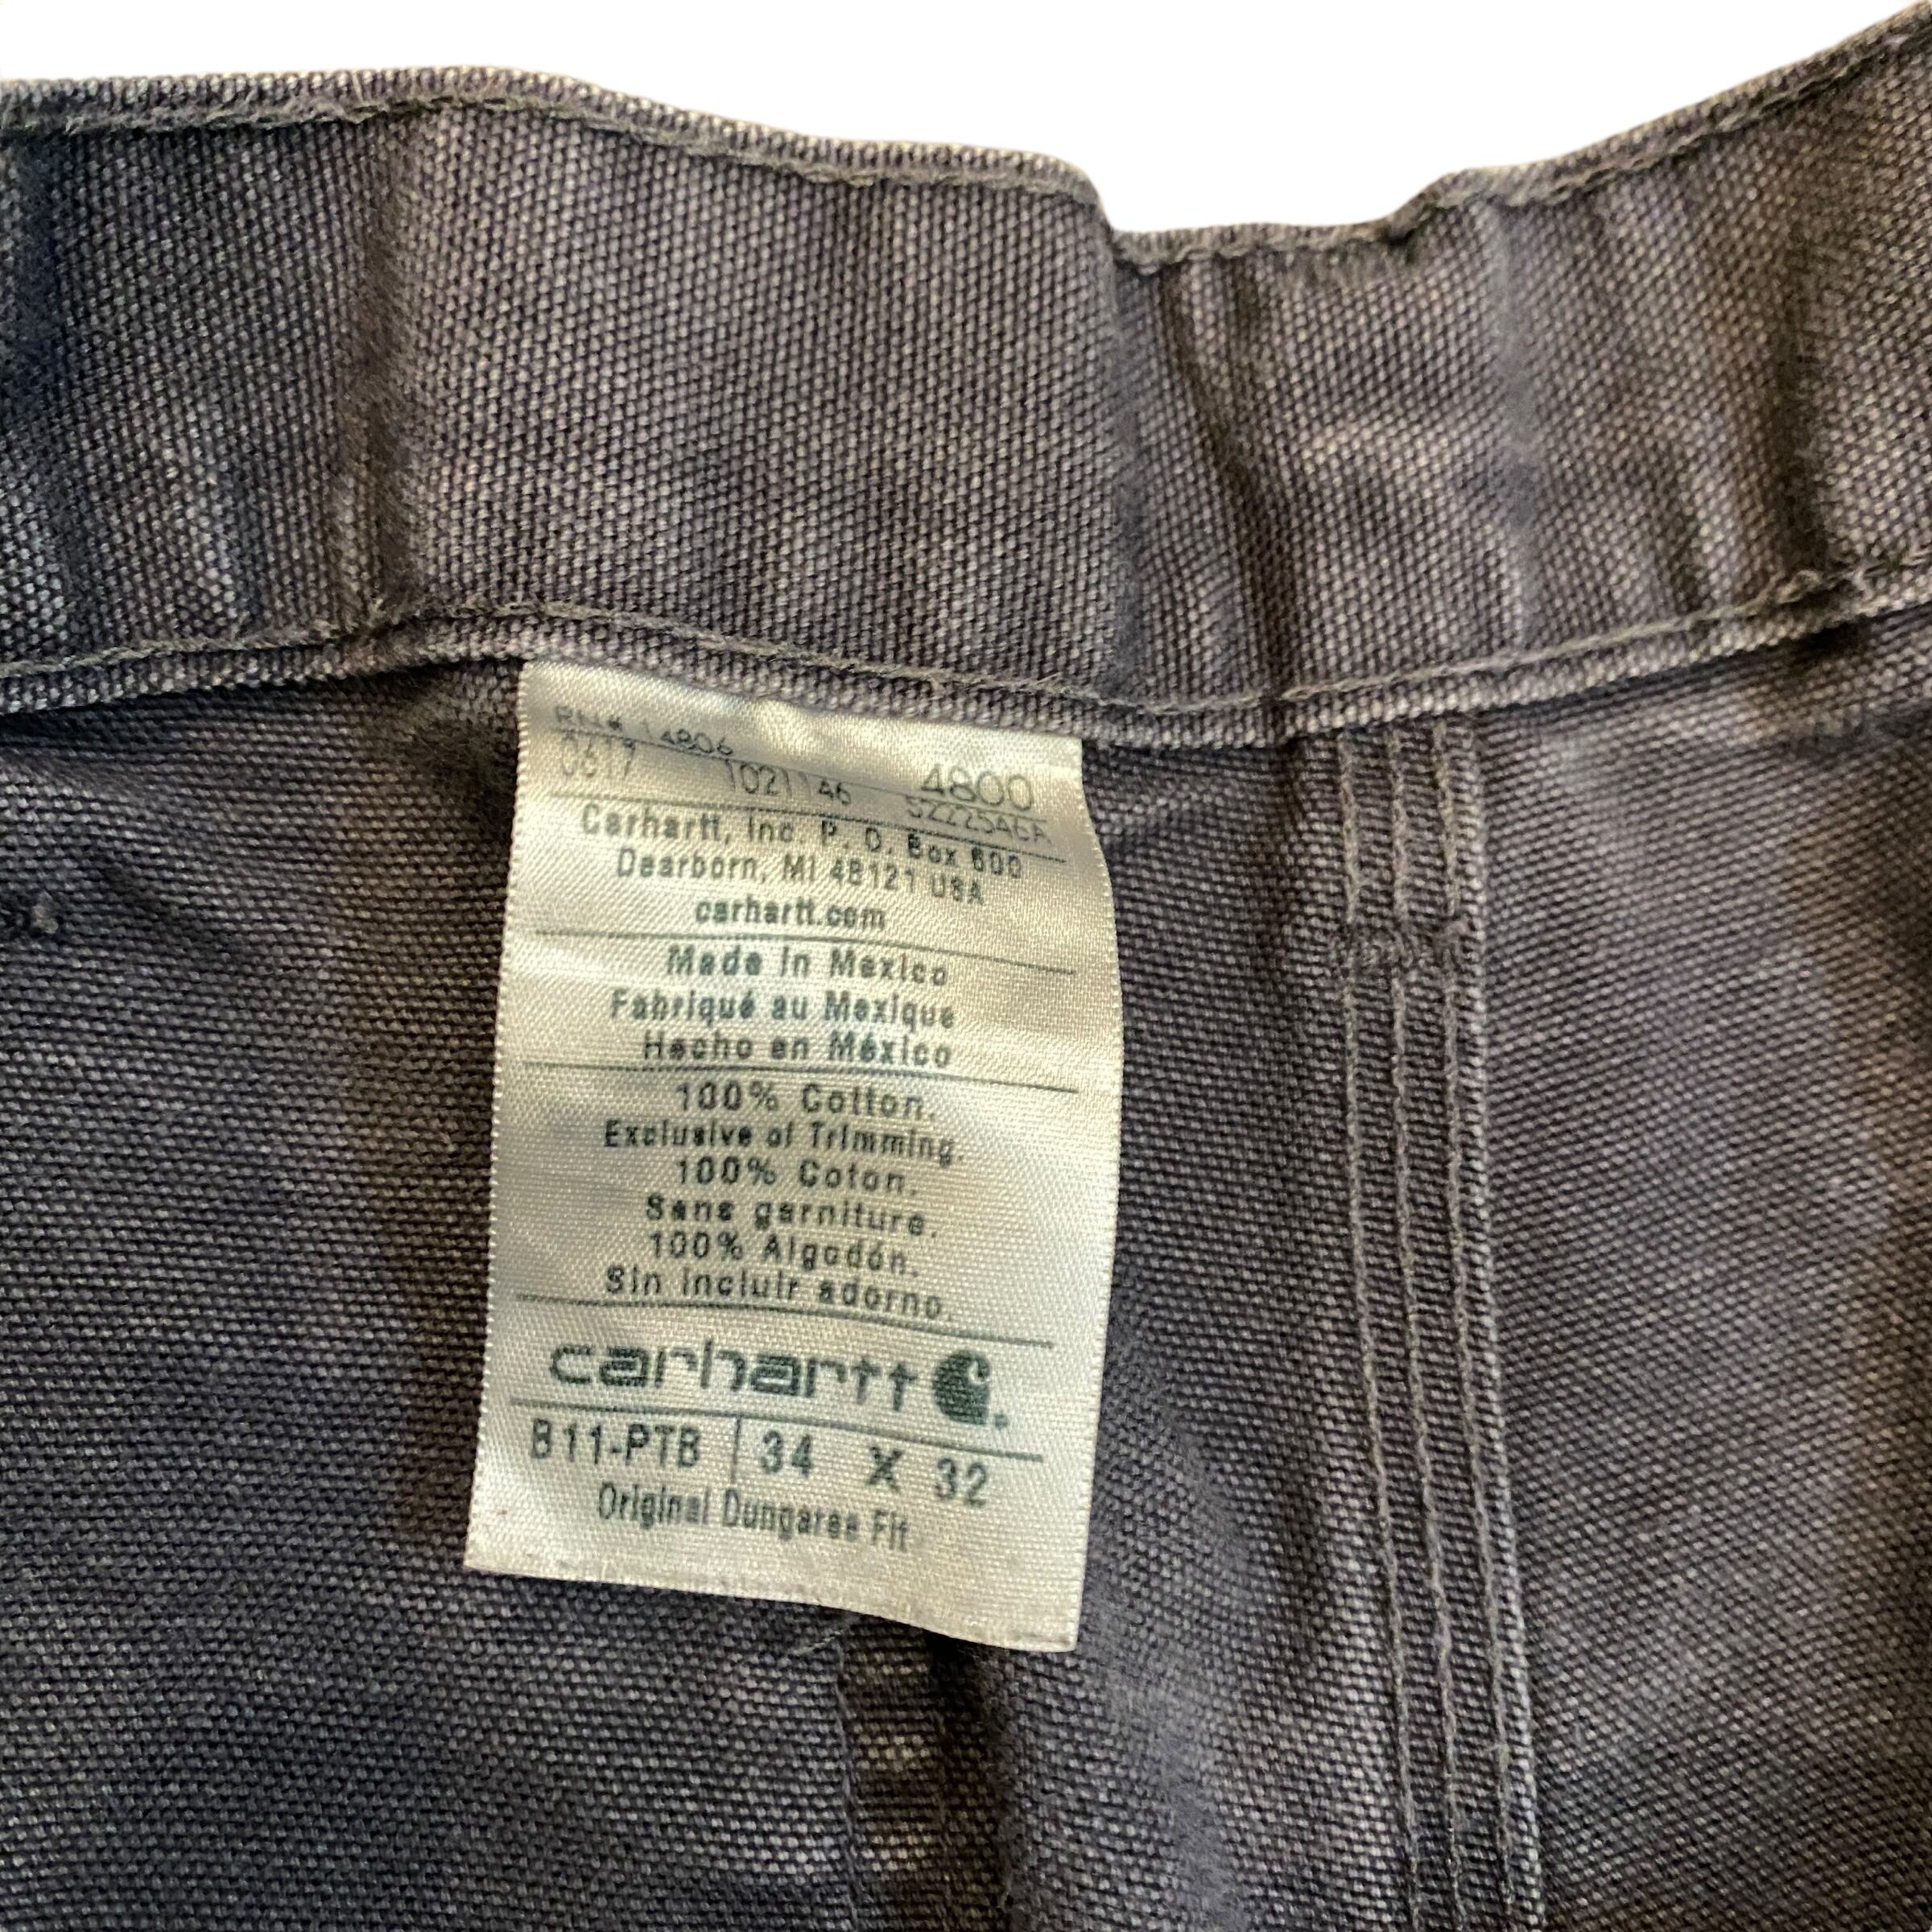 RN# 14806
0617 1021146 4800
SZZ25A6A
Carhartt, Inc. P. O. Box 600
Dearborn, MI 48121 USA
carhartt.com
Made in Mexico
Fabriqué au Mexique
Hecho en México
100% Cotton.
Exclusive of Trimming.
100% Coton.
Sans garniture.
100% Algodón.
Sin incluir adorno.
carhartt
B11-PTB 34 X 32
Original Dungaree Fit